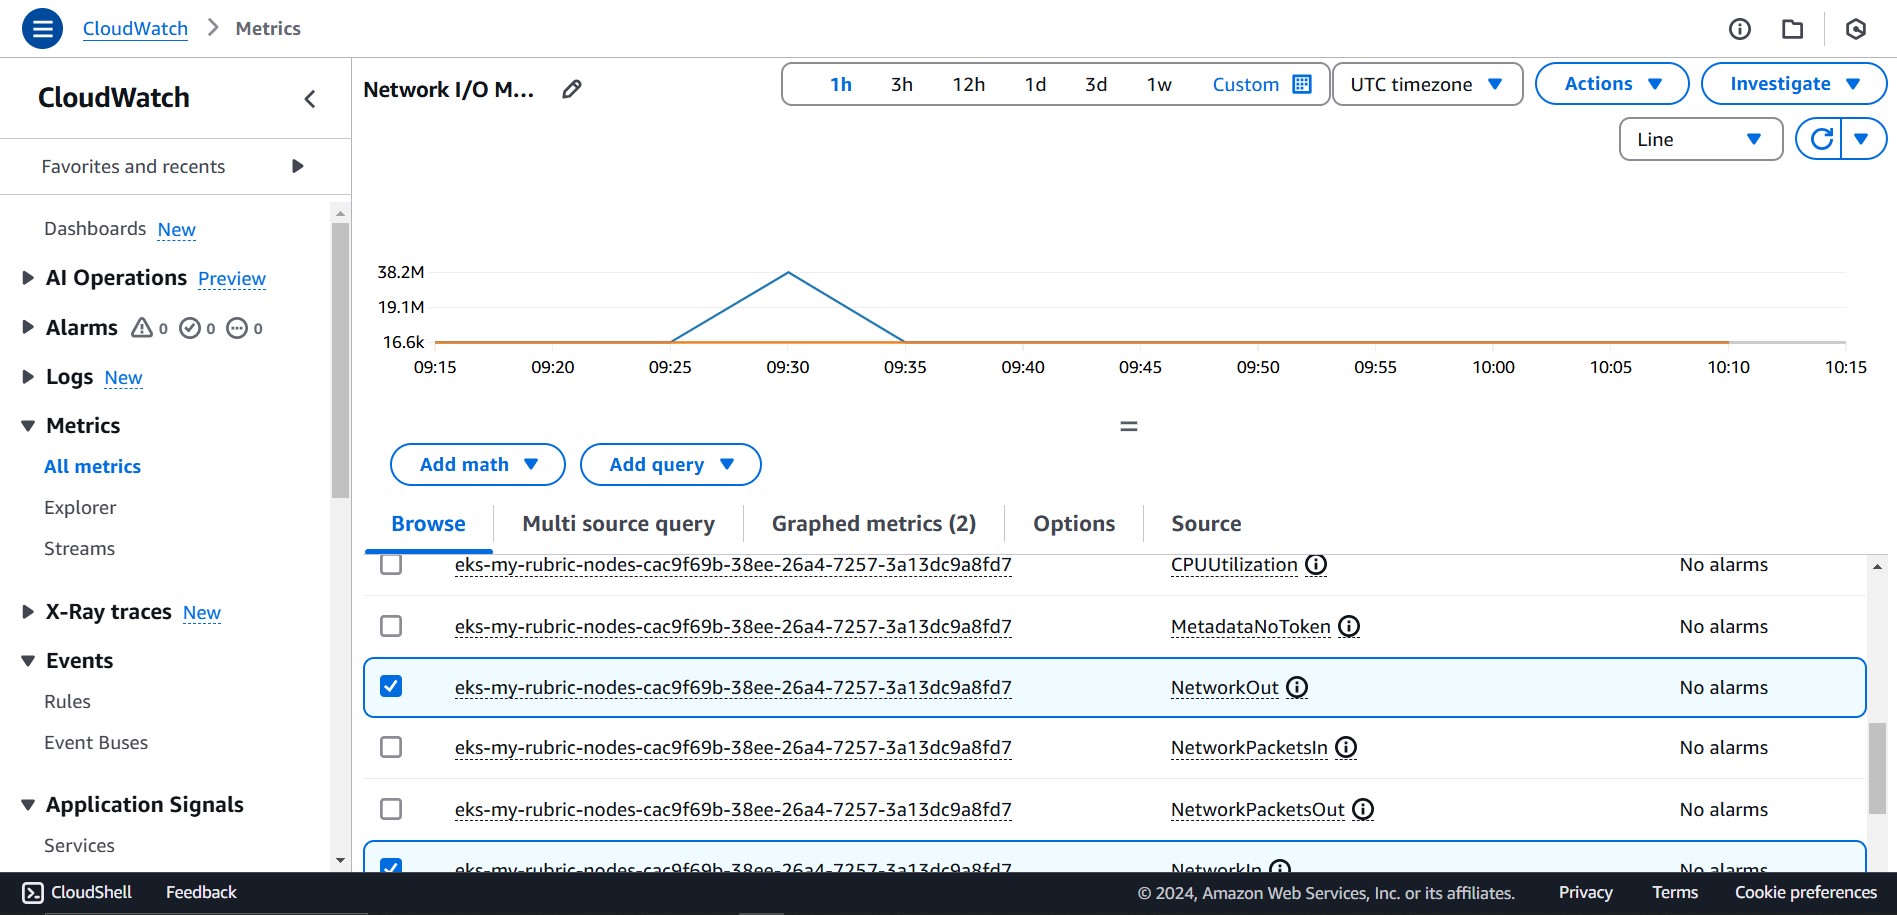 CloudWatch > Metrics
CloudWatch
Favorites and recents
Dashboards New
AI Operations Preview
Alarms 0 0 0
Logs New
Metrics
All metrics
Explorer
Streams
X-Ray traces New
Events
Rules
Event Buses
Application Signals
Services
Network I/O M...
1h 3h 12h 1d 3d 1w Custom
UTC timezone
Actions
Investigate
Line
38.2M
19.1M
16.6k
09:15 09:20 09:25 09:30 09:35 09:40 09:45 09:50 09:55 10:00 10:05 10:10 10:15
Add math Add query
Browse Multi source query Graphed metrics (2) Options Source
eks-my-rubric-nodes-cac9f69b-38ee-26a4-7257-3a13dc9a8fd7 CPUUtilization No alarms
eks-my-rubric-nodes-cac9f69b-38ee-26a4-7257-3a13dc9a8fd7 MetadataNoToken No alarms
eks-my-rubric-nodes-cac9f69b-38ee-26a4-7257-3a13dc9a8fd7 NetworkOut No alarms
eks-my-rubric-nodes-cac9f69b-38ee-26a4-7257-3a13dc9a8fd7 NetworkPacketsIn No alarms
eks-my-rubric-nodes-cac9f69b-38ee-26a4-7257-3a13dc9a8fd7 NetworkPacketsOut No alarms
eks-my-rubric-nodes-cac9f69b-38ee-26a4-7257-3a13dc9a8fd7 NetworkIn No alarms
CloudShell Feedback © 2024, Amazon Web Services, Inc. or its affiliates. Privacy Terms Cookie preferences